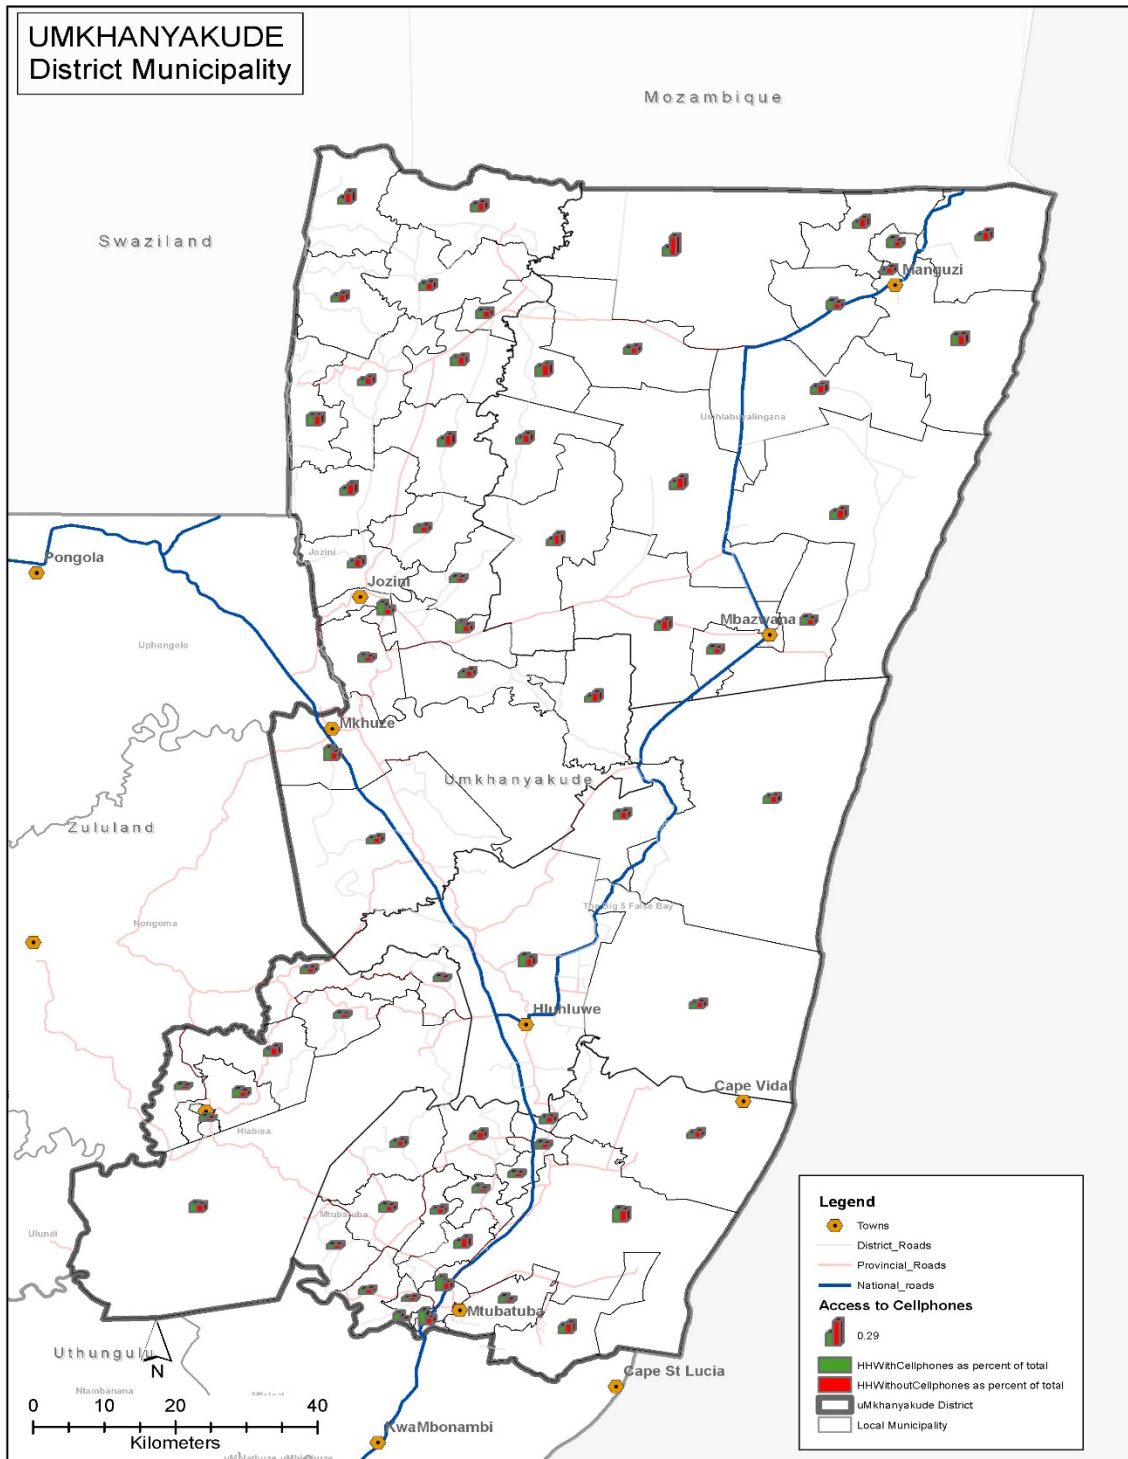 UMKHANYAKUDE
District Municipality
Mozambique
Swaziland
Manguzi
Umhlabuyalingana
Pongola
Jozini
Jozini
Mbazwana
Uphongolo
Mkhuze
Umkhanyakude
Zululand
The Big 5 False Bay
Nongoma
Hluhluwe
Cape Vidal
Hlabisa
Mtubatuba
Ulundi
Mtubatuba
Uthungulu
N
Cape St Lucia
Ntambanana
KwaMbonambi
0 10 20 40
Kilometers
Legend
Towns
District_Roads
Provincial_Roads
National_roads
Access to Cellphones
0.29
HHWithCellphones as percent of total
HHWithoutCellphones as percent of total
uMkhanyakude District
Local Municipality